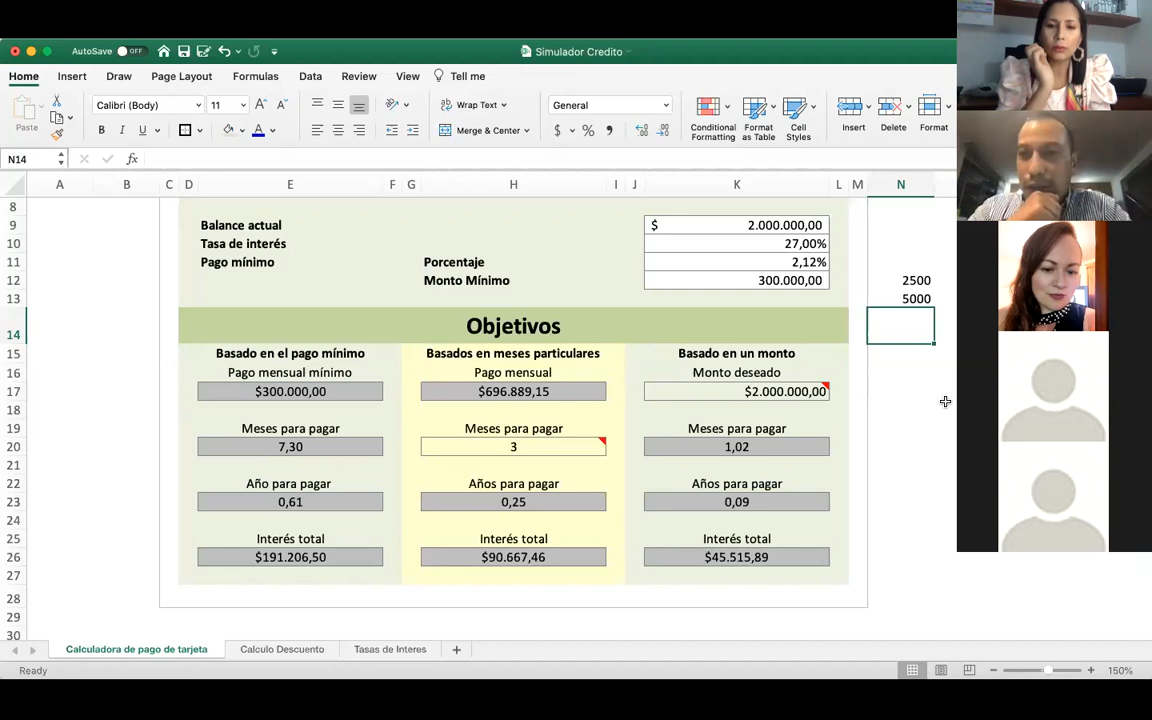 AutoSave OFF Simulador Credito
Home Insert Draw Page Layout Formulas Data Review View Tell me
Paste Calibri (Body) 11 Wrap Text General Conditional Formatting Format as Table Cell Styles Insert Delete Format
B I U Merge & Center $ % 9
N14 fx
A B C D E F G H I J K L M N
8
9 Balance actual $ 2.000.000,00
10 Tasa de interés 27,00%
11 Pago mínimo Porcentaje 2,12%
12 Monto Mínimo 300.000,00 2500
13 5000
14 Objetivos
15 Basado en el pago mínimo Basados en meses particulares Basado en un monto
16 Pago mensual mínimo Pago mensual Monto deseado
17 $300.000,00 $696.889,15 $2.000.000,00
18
19 Meses para pagar Meses para pagar Meses para pagar
20 7,30 3 1,02
21
22 Año para pagar Años para pagar Años para pagar
23 0,61 0,25 0,09
24
25 Interés total Interés total Interés total
26 $191.206,50 $90.667,46 $45.515,89
27
28
29
30
Calculadora de pago de tarjeta Calculo Descuento Tasas de Interes +
Ready 150%